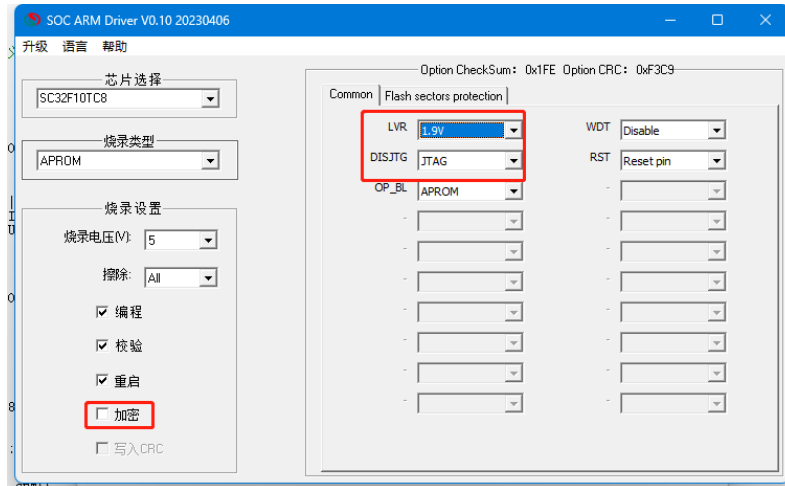 SOC ARM Driver V0.10 20230406
升级 语言 帮助
芯片选择
SC32F10TC8
烧录类型
APROM
烧录设置
烧录电压(V): 5
擦除: All
编程
校验
重启
加密
写入CRC
Option CheckSum: 0x1FE Option CRC: 0xF3C9
Common Flash sectors protection
LVR 1.9V WDT Disable
DISJTG JTAG RST Reset pin
OP_BL APROM -
- -
- -
- -
- -
- -
- -
- -